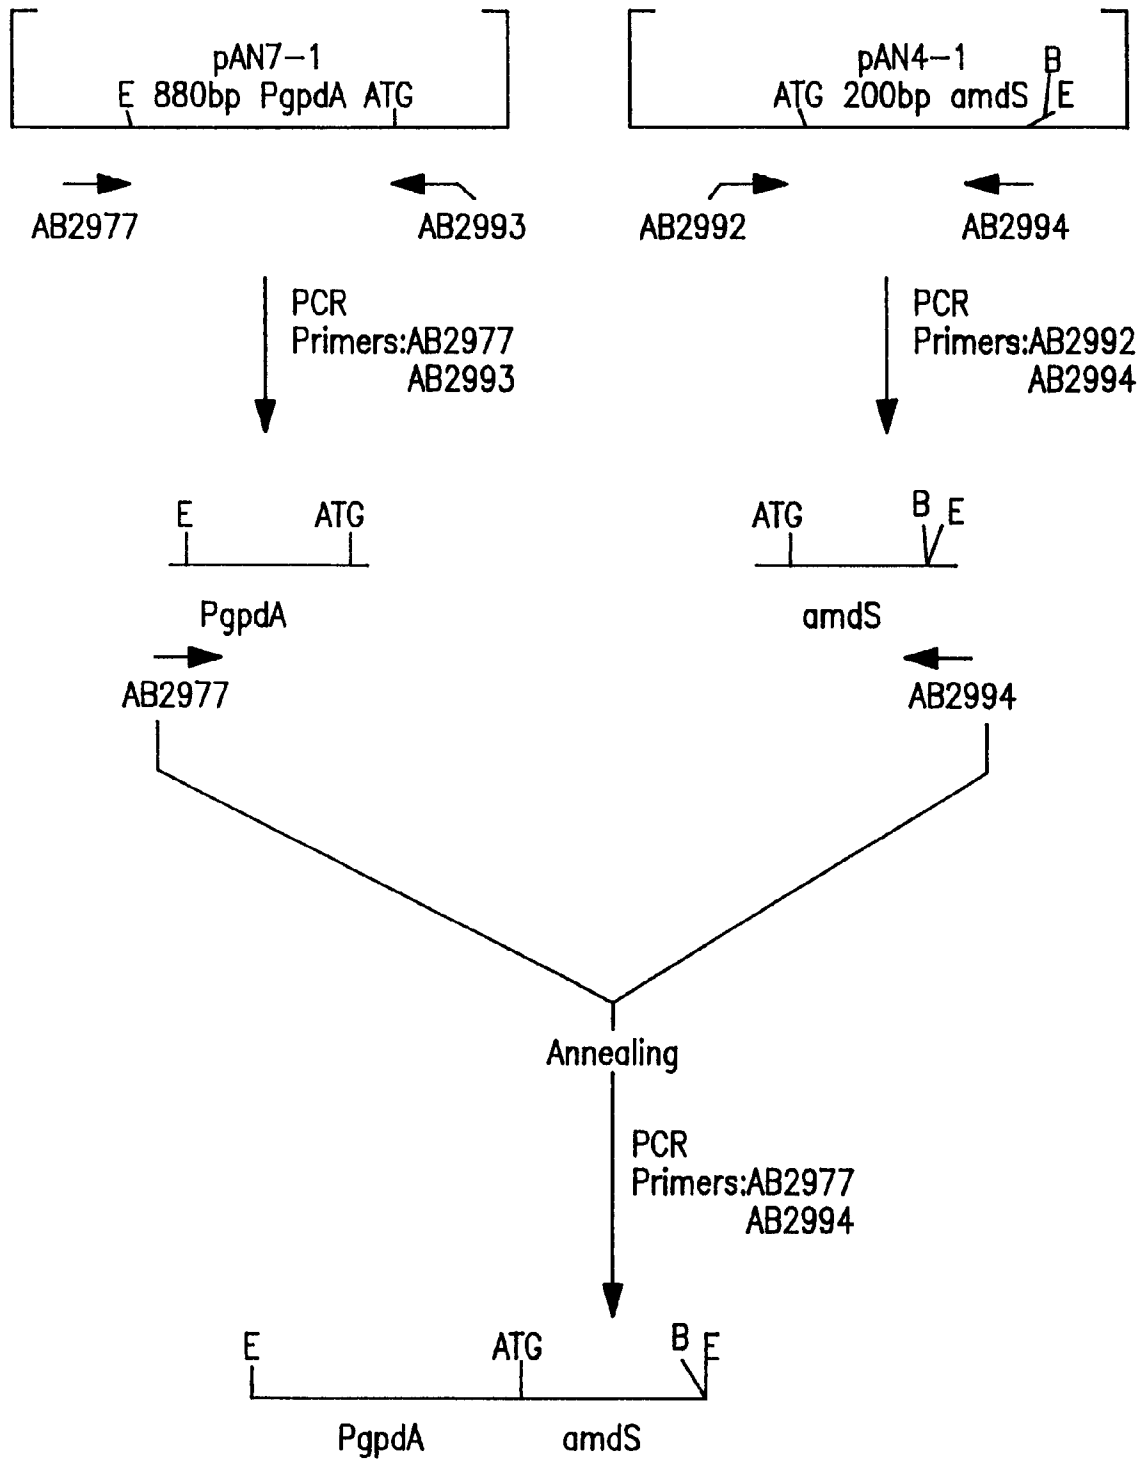 pAN7-1
E 880bp PgpdA ATG
pAN4-1
B
ATG 200bp amdS E
AB2977
AB2993
AB2992
AB2994
PCR
Primers:AB2977
AB2993
PCR
Primers:AB2992
AB2994
E
ATG
PgpdA
ATG
B
E
amdS
AB2977
AB2994
Annealing
PCR
Primers:AB2977
AB2994
E
ATG
B
E
PgpdA
amdS